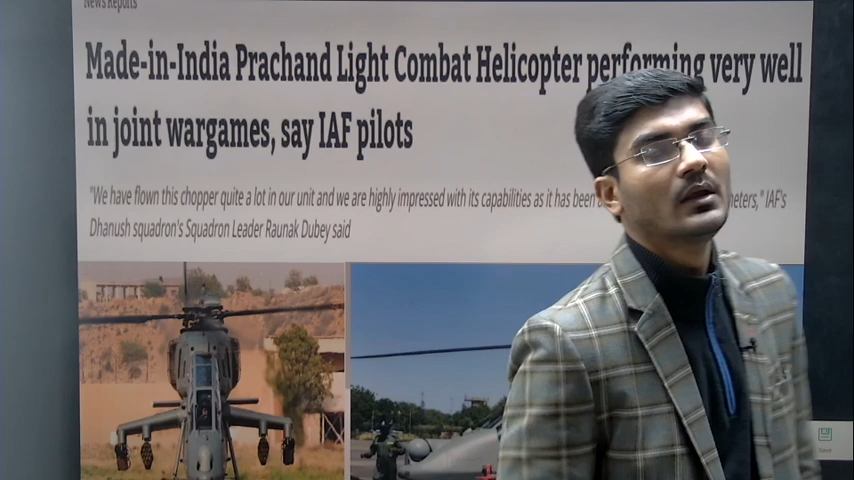 News Reports
Made-in-India Prachand Light Combat Helicopter performing very well
in joint wargames, say IAF pilots
"We have flown this chopper quite a lot in our unit and we are highly impressed with its capabilities as it has been meters," IAF's
Dhanush squadron's Squadron Leader Raunak Dubey said
Save